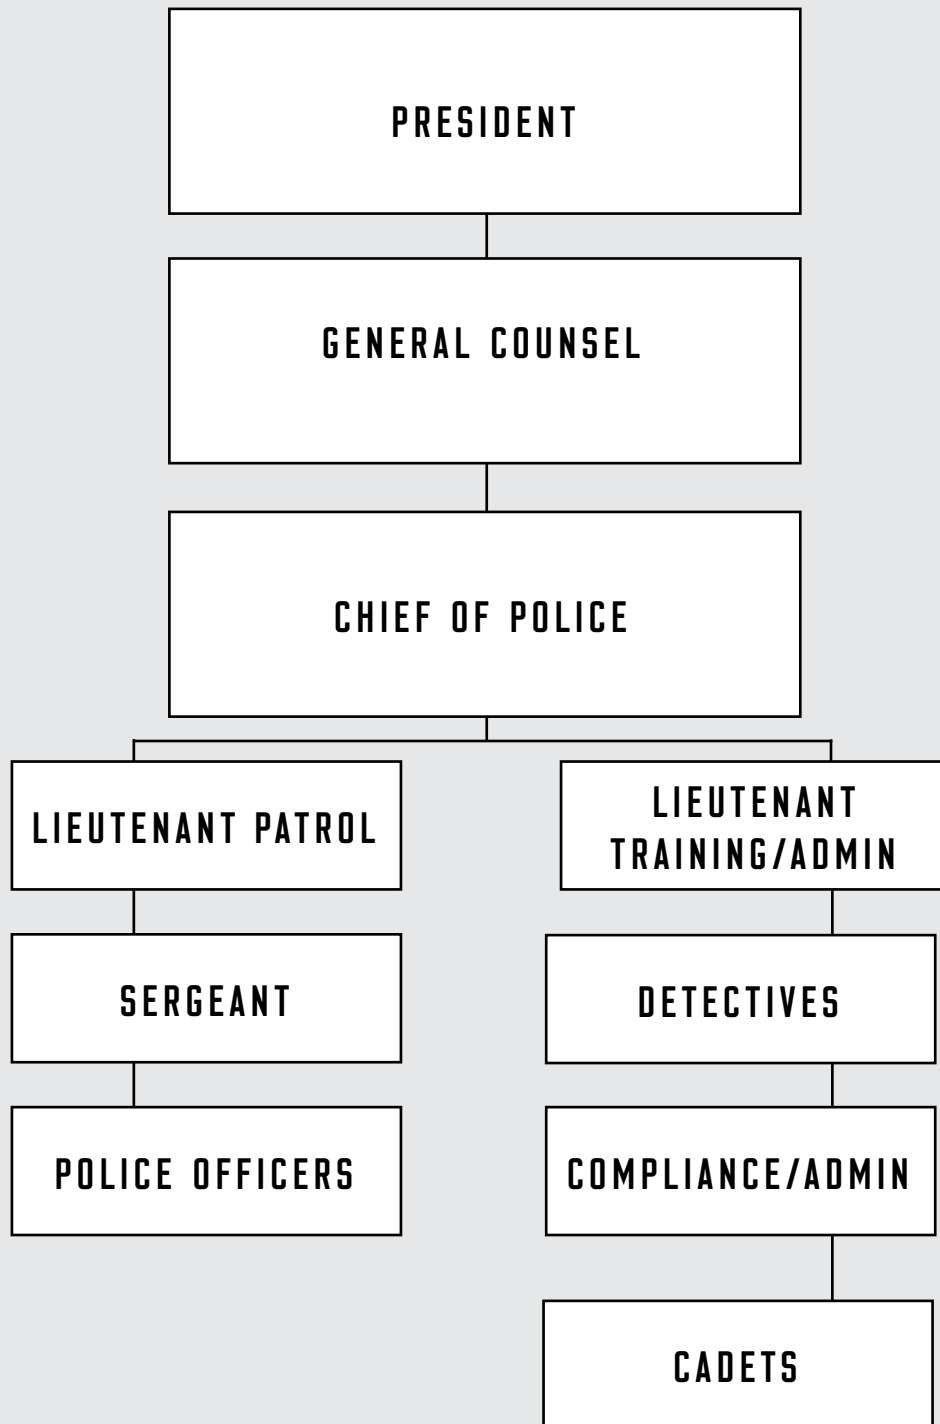 PRESIDENT
GENERAL COUNSEL
CHIEF OF POLICE
LIEUTENANT PATROL
LIEUTENANT
TRAINING/ADMIN
SERGEANT
DETECTIVES
POLICE OFFICERS
COMPLIANCE/ADMIN
CADETS